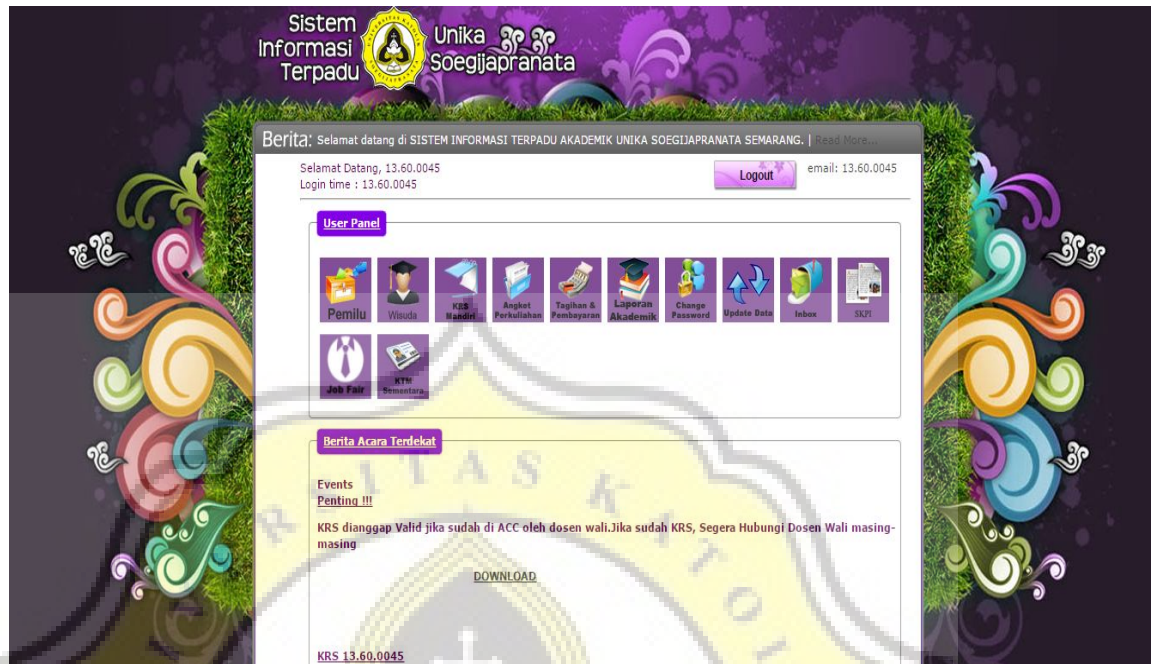 Sistem
Informasi
Terpadu
Unika
Soegijapranata
Berita: Selamat datang di SISTEM INFORMASI TERPADU AKADEMIK UNIKA SOEGIJAPRANATA SEMARANG. | Read More...
Selamat Datang, 13.60.0045
Login time : 13.60.0045
Logout
email: 13.60.0045
User Panel
Pemilu
Wisuda
KRS
Mandiri
Angket
Perkuliahan
Tagihan &
Pembayaran
Laporan
Akademik
Change
Password
Update Data
Inbox
SKPI
Job Fair
KTM
Sementara
Berita Acara Terdekat
Events
Penting !!!
KRS dianggap Valid jika sudah di ACC oleh dosen wali.Jika sudah KRS, Segera Hubungi Dosen Wali masing-
masing
DOWNLOAD
KRS 13.60.0045
RSITAS KATOL